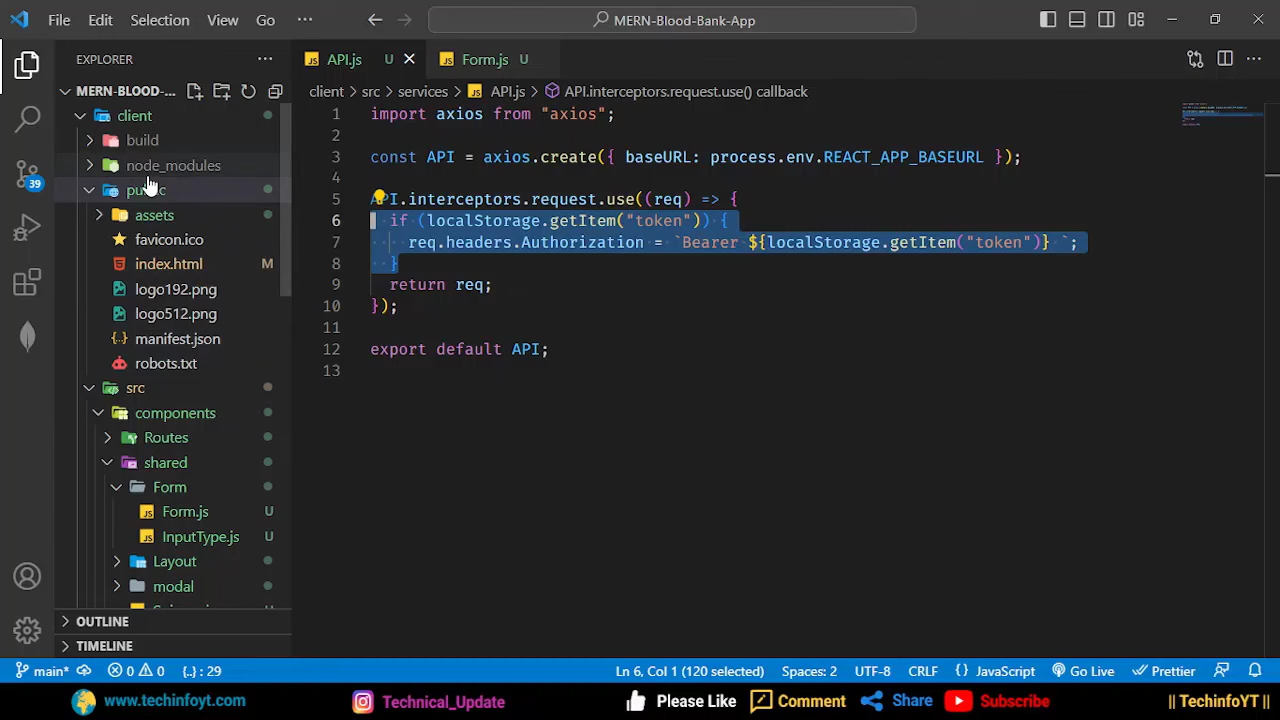 File Edit Selection View Go ··· MERN-Blood-Bank-App
EXPLORER ···
MERN-BLOOD-...
client
build
node_modules
assets
favicon.ico
index.html M
logo192.png
logo512.png
manifest.json
robots.txt
src
components
Routes
shared
Form
Form.js U
InputType.js U
Layout
modal
OUTLINE
TIMELINE
39
API.js U Form.js U
client > src > services > API.js > API.interceptors.request.use() callback
1 import axios from "axios";
2
3 const API = axios.create({ baseURL: process.env.REACT_APP_BASEURL });
4
5 API.interceptors.request.use((req) => {
6 if (localStorage.getItem("token")) {
7 req.headers.Authorization = `Bearer ${localStorage.getItem("token")} `;
8 }
9 return req;
10 });
11
12 export default API;
13
main* 0 0 {..} : 29 Ln 6, Col 1 (120 selected) Spaces: 2 UTF-8 CRLF {} JavaScript Go Live Prettier
www.techinfoyt.com Technical_Update Please Like Comment Share Subscribe || TechinfoYT ||